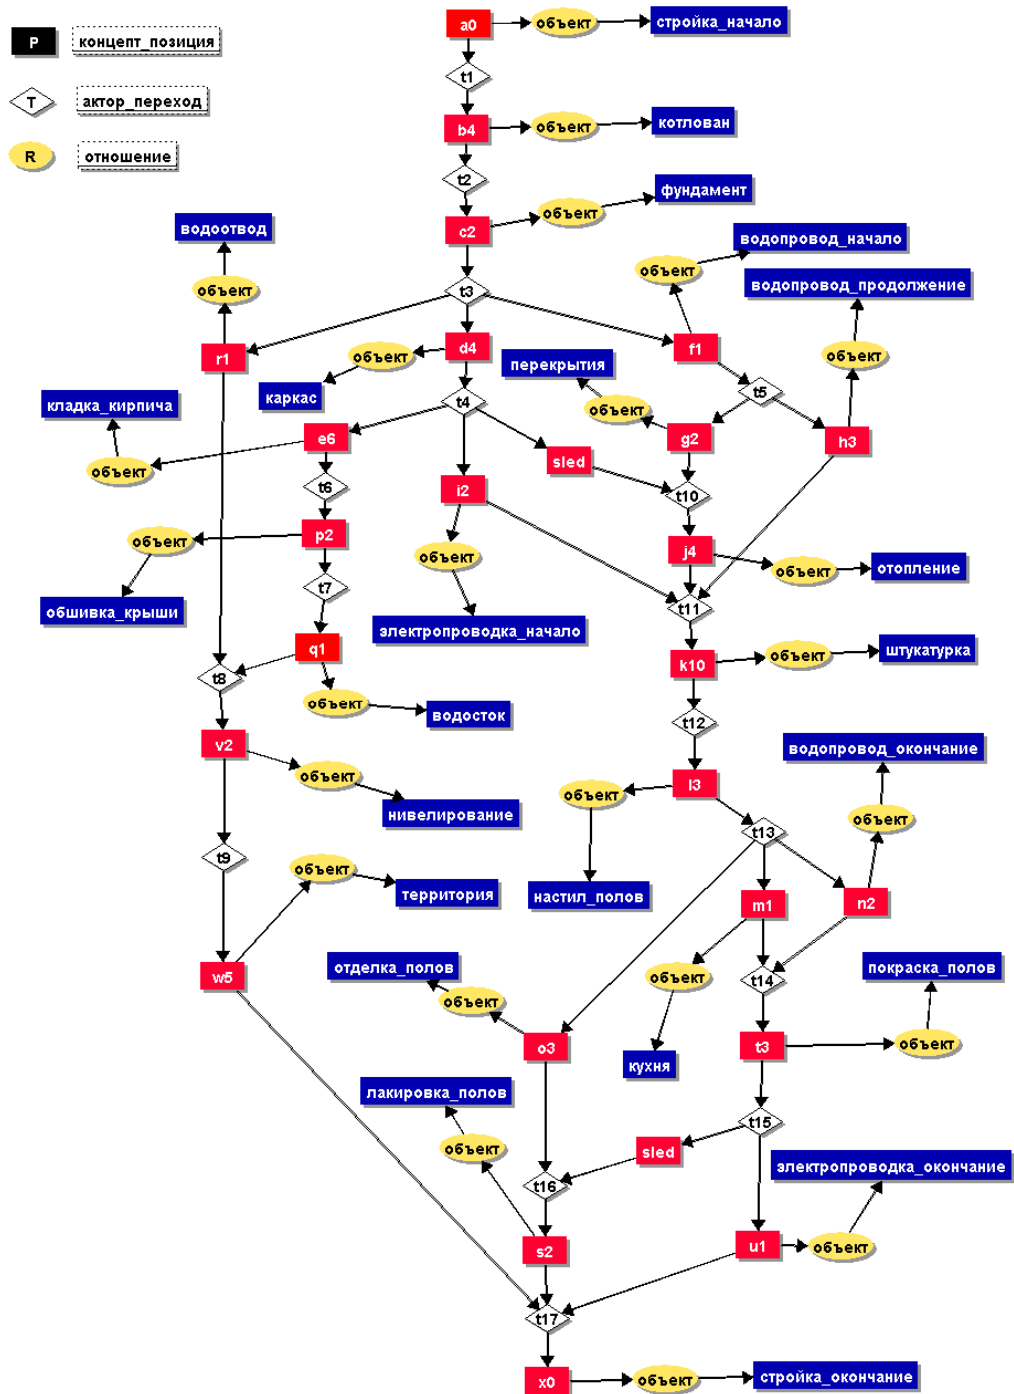 a0 объект стройка_начало
P концепт_позиция
t1
T актор_переход
b4 объект котлован
R отношение
t2
фундамент
c2 объект
водоотвод
водопровод_начало
объект
водопровод_продолжение
объект t3
r1 d4 f1 объект
объект
перекрытия
каркас t4 t5
кладка_кирпича объект
e6 g2 h3
объект sled
t6 i2 t10
p2
объект j4
объект отопление
объект
t7
обшивка_крыши t11
электропроводка_начало
q1 k10 объект штукатурка
t8
объект водосток
t12
v2 водопровод_окончание
объект l3
объект
нивелирование объект
t13
t9
объект территория настил_полов m1 n2
w5 отделка_полов объект t14 покраска_полов
объект
o3 t3 объект
кухня
лакировка_полов
t15
объект sled электропроводка_окончание
t16
s2 u1 объект
t17
x0 объект стройка_окончание